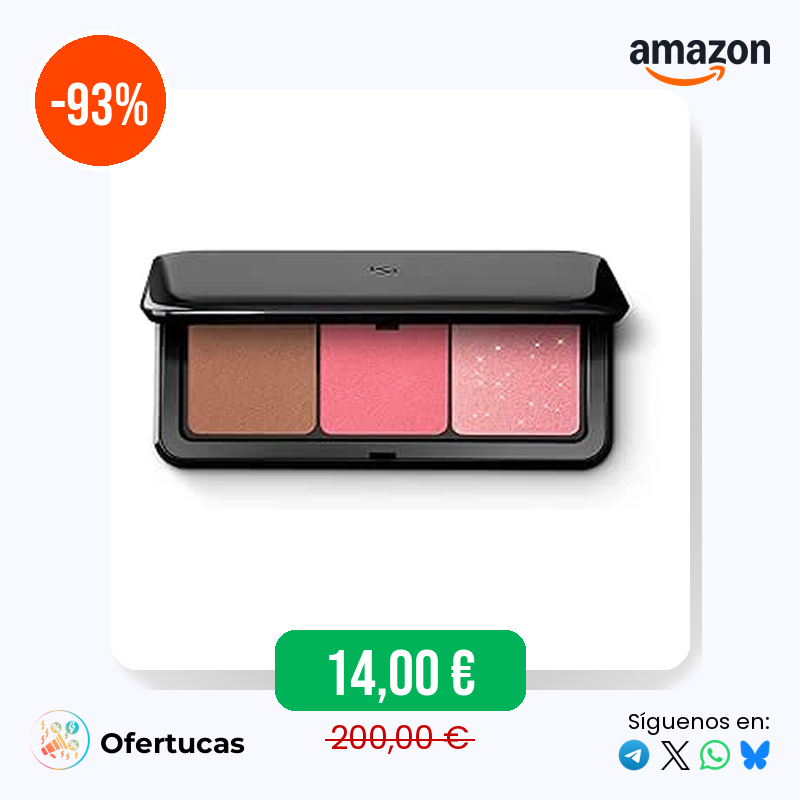 -93%
amazon
14,00 €
200,00 €
Ofertucas
Síguenos en: